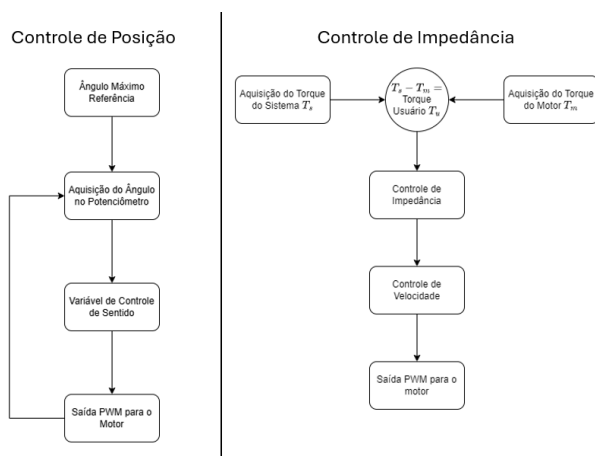 Controle de Posição
Ângulo Máximo
Referência
Aquisição do Ângulo
no Potenciômetro
Variável de Controle
de Sentido
Saída PWM para o
Motor
Controle de Impedância
Aquisição do Torque
do Sistema T_s
T_s − T_m =
Torque
Usuário T_y
Aquisição do Torque
do Motor T_m
Controle de
Impedância
Controle de
Velocidade
Saída PWM para o
motor